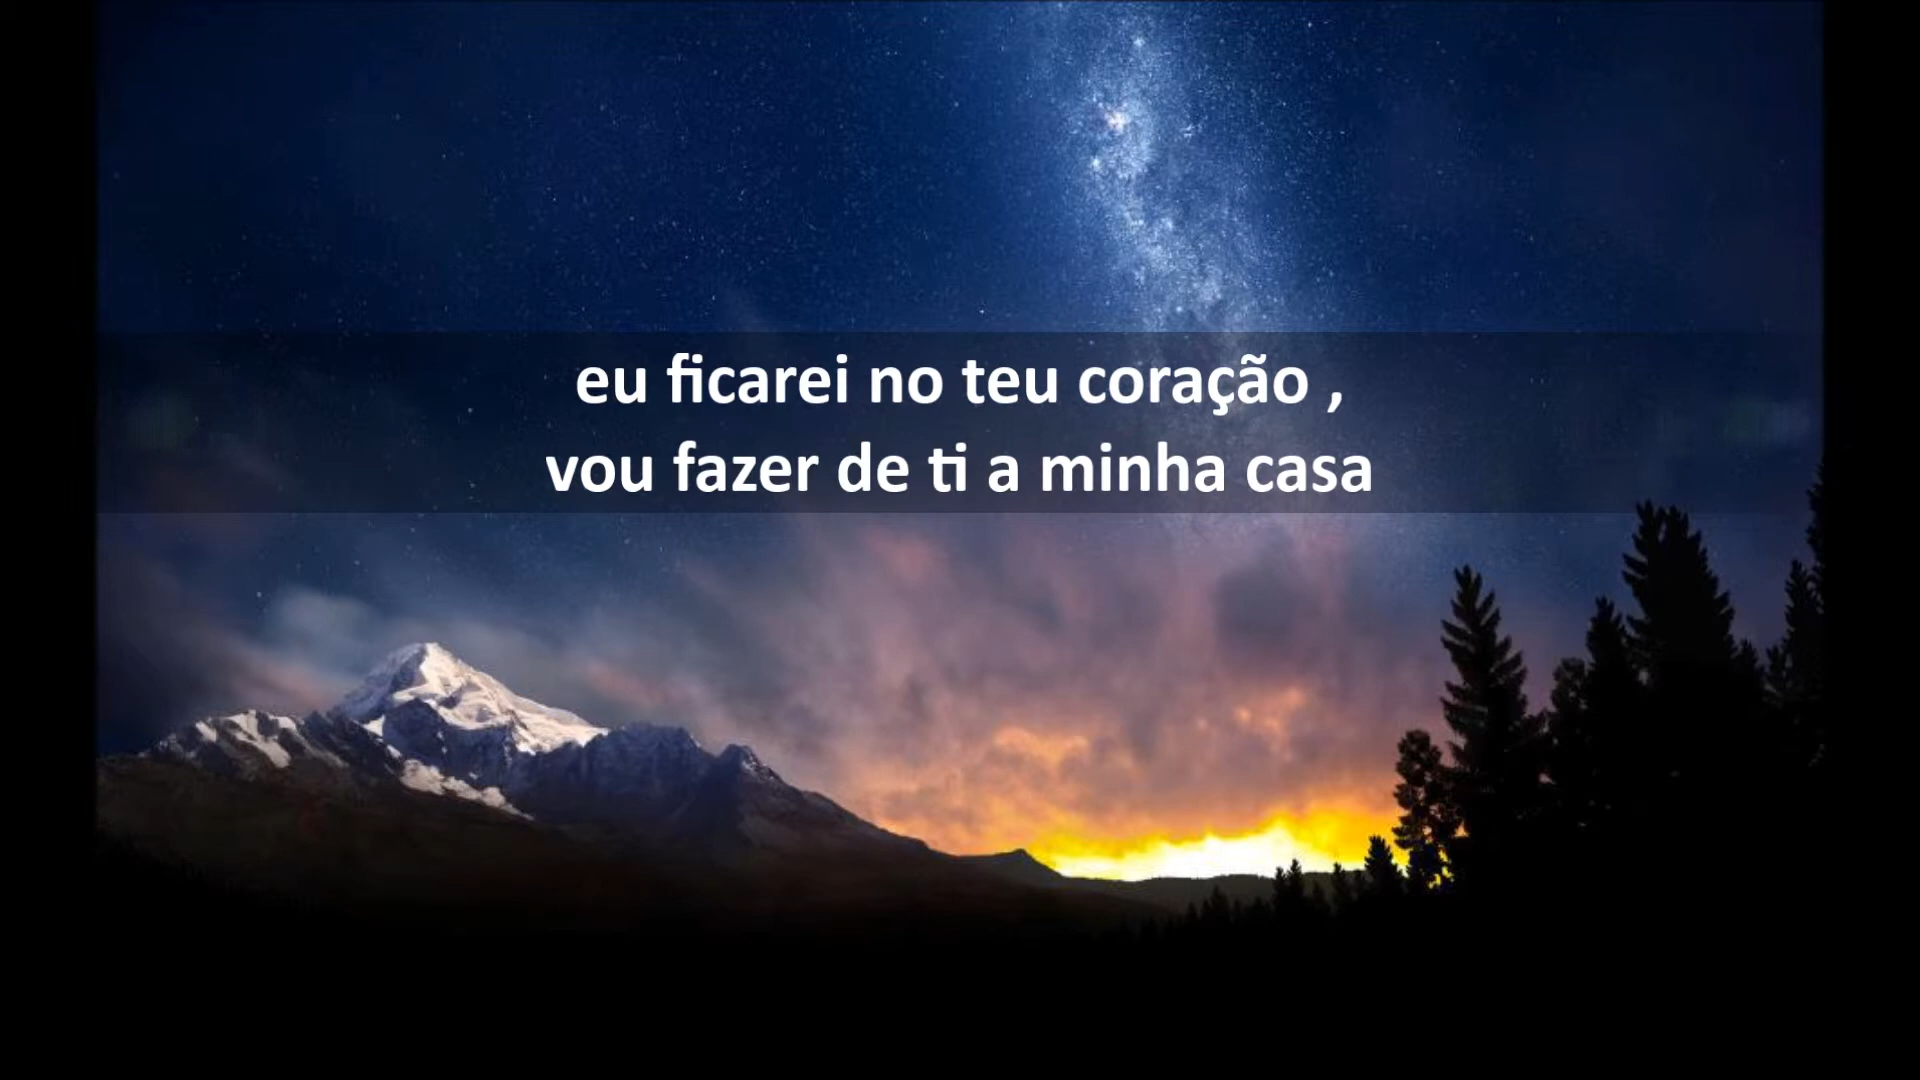 eu ficarei no teu coração ,
vou fazer de ti a minha casa